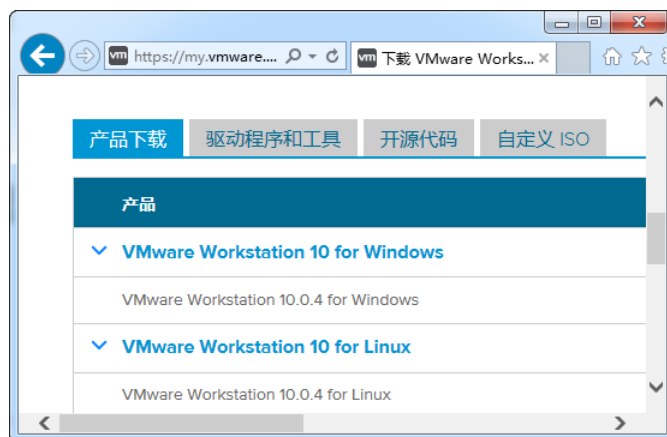 vm https://my.vmware.... vm 下载 VMware Works...
产品下载 驱动程序和工具 开源代码 自定义 ISO
产品
VMware Workstation 10 for Windows
VMware Workstation 10.0.4 for Windows
VMware Workstation 10 for Linux
VMware Workstation 10.0.4 for Linux